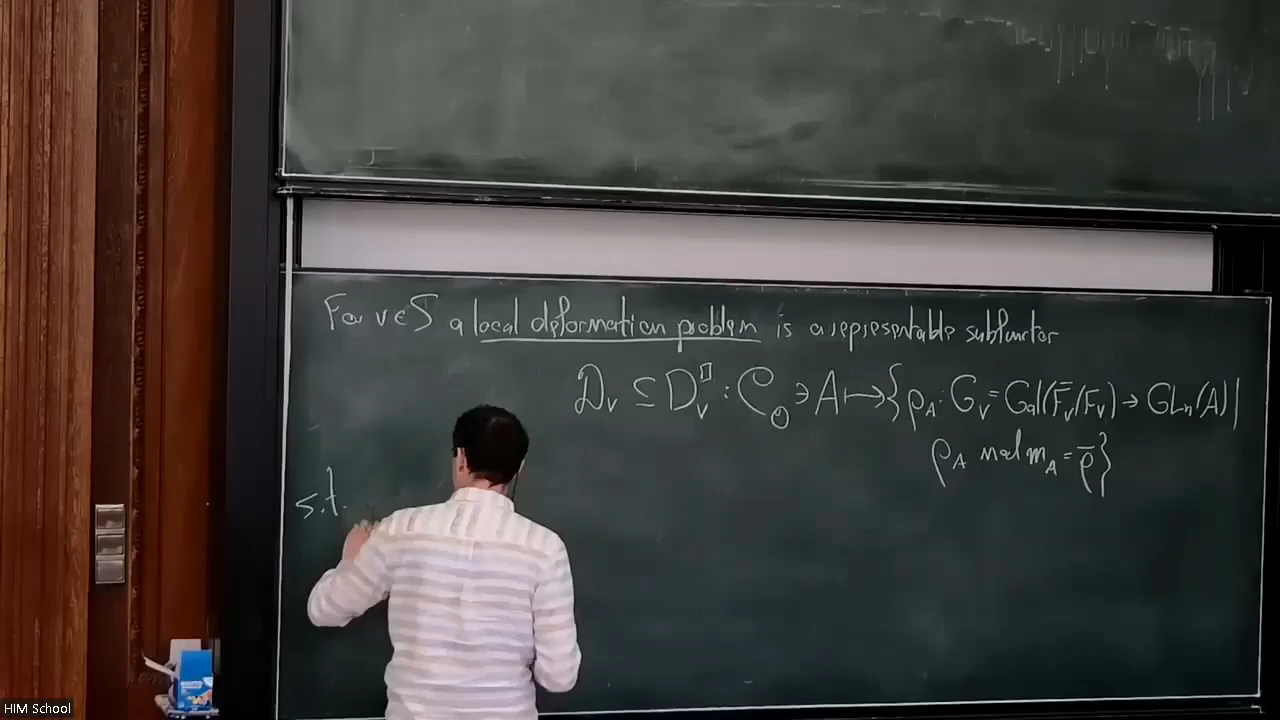 For v∈S a local deformation problem is a representable subfunctor
𝒟_v ⊆ D_v^□ : 𝒞_𝒪 ∋ A ↦ { ρ_A : G_v = Gal(F̄_v/F_v) → GL_n(A) |
ρ_A mod m_A = ρ̄ }
s.t.
HIM School